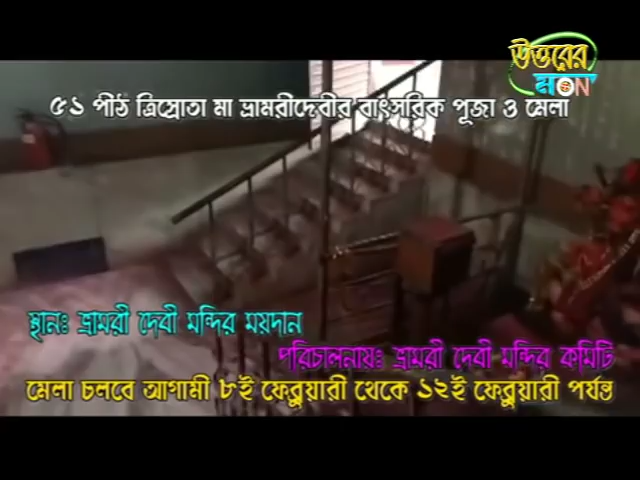 উত্তরের
মন
৫১ পীঠ ত্রিস্রোতা মা ভ্রামরীদেবীর বাৎসরিক পূজা ও মেলা
স্থানঃ ভ্রামরী দেবী মন্দির ময়দান
পরিচালনায়ঃ ভ্রামরী দেবী মন্দির কমিটি
মেলা চলবে আগামী ৮ই ফেব্রুয়ারী থেকে ১২ই ফেব্রুয়ারী পর্যন্ত